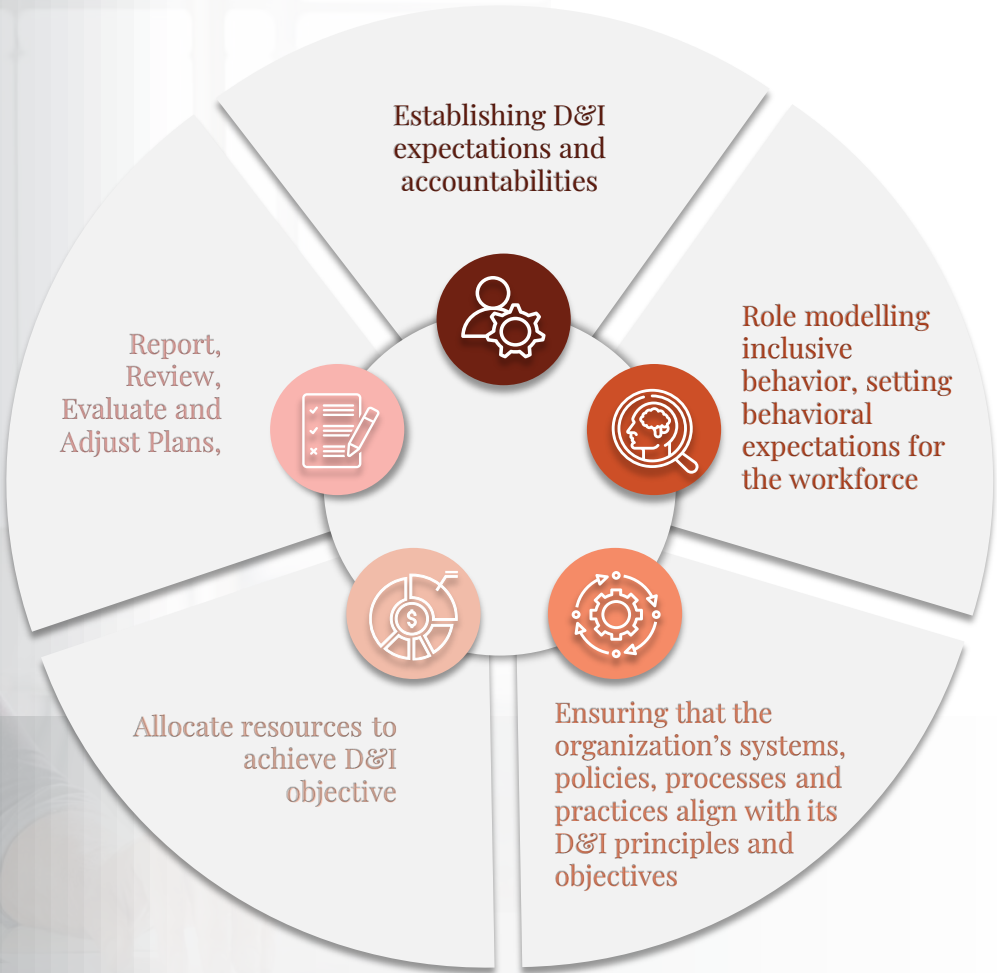 Establishing D&I
expectations and
accountabilities
Role modelling
inclusive
behavior, setting
behavioral
expectations for
the workforce
Ensuring that the
organization’s systems,
policies, processes and
practices align with its
D&I principles and
objectives
Allocate resources to
achieve D&I
objective
Report,
Review,
Evaluate and
Adjust Plans,
$